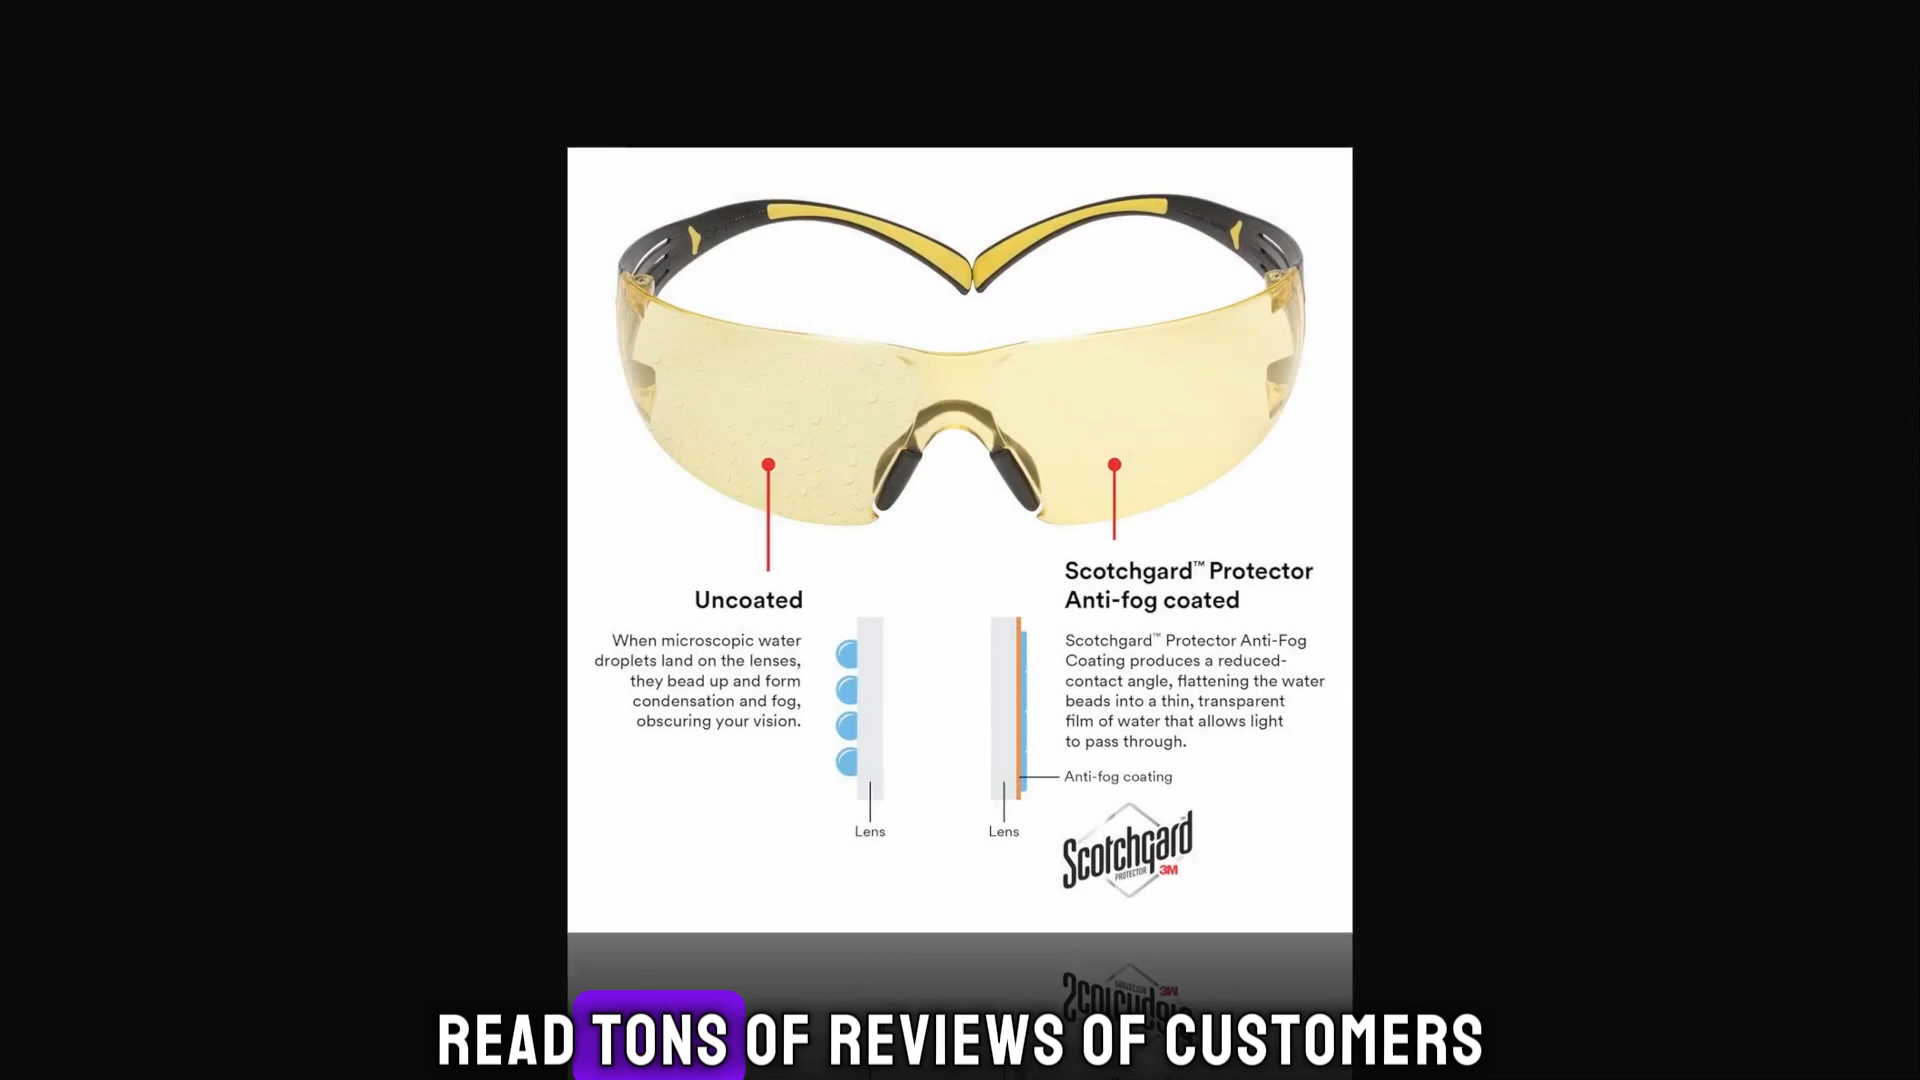 Uncoated
When microscopic water
droplets land on the lenses,
they bead up and form
condensation and fog,
obscuring your vision.
Lens
Scotchgard™ Protector
Anti-fog coated
Scotchgard™ Protector Anti-Fog
Coating produces a reduced-
contact angle, flattening the water
beads into a thin, transparent
film of water that allows light
to pass through.
Anti-fog coating
Lens
Scotchgard™
PROTECTOR 3M
READ TONS OF REVIEWS OF CUSTOMERS